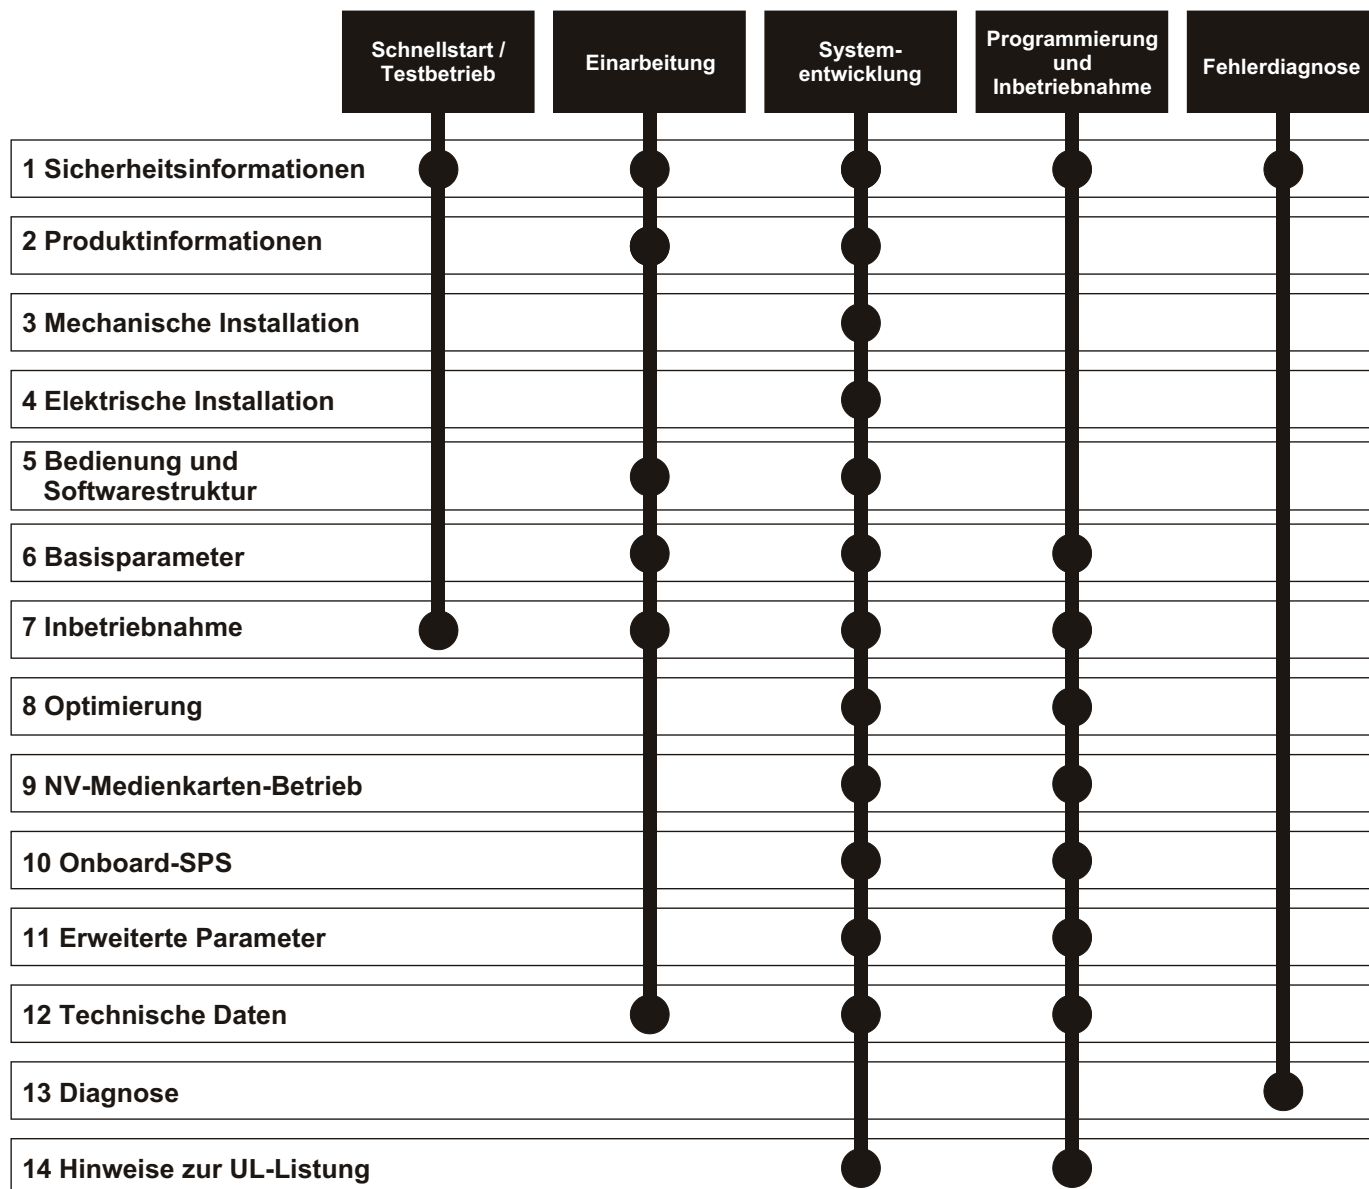 Schnellstart /
Testbetrieb
Einarbeitung
System-
entwicklung
Programmierung
und
Inbetriebnahme
Fehlerdiagnose
1 Sicherheitsinformationen
2 Produktinformationen
3 Mechanische Installation
4 Elektrische Installation
5 Bedienung und
Softwarestruktur
6 Basisparameter
7 Inbetriebnahme
8 Optimierung
9 NV-Medienkarten-Betrieb
10 Onboard-SPS
11 Erweiterte Parameter
12 Technische Daten
13 Diagnose
14 Hinweise zur UL-Listung